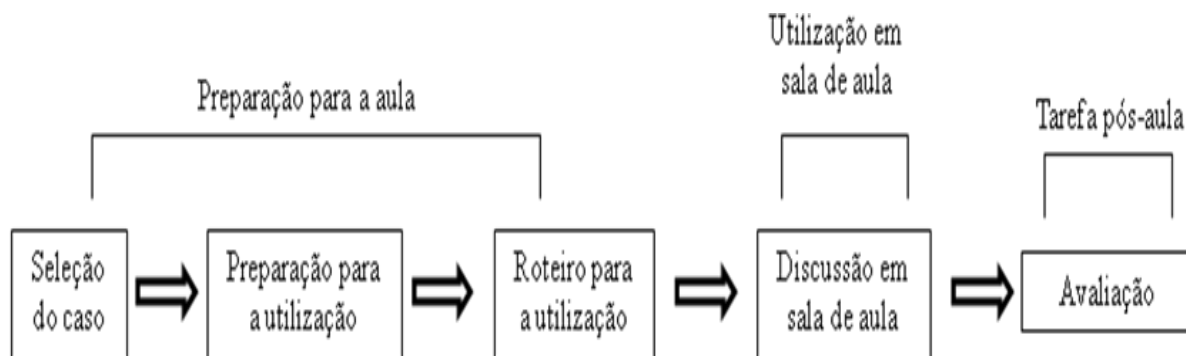 Preparação para a aula
Utilização em
sala de aula
Tarefa pós-aula
Seleção
do caso
Preparação para
a utilização
Roteiro para
a utilização
Discussão em
sala de aula
Avaliação